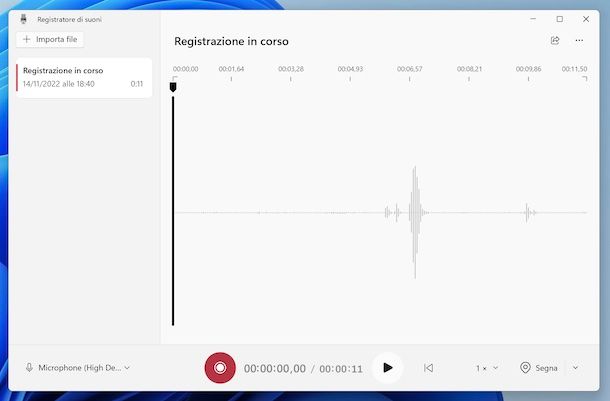 Registratore di suoni
Importa file
Registrazione in corso
Registrazione in corso
14/11/2022 alle 18:40 0:11
00:00,00 00:01,64 00:03,28 00:04,93 00:06,57 00:08,21 00:09,86 00:11,50
Microphone (High De... 00:00:00,00 / 00:00:11 1 × Segna